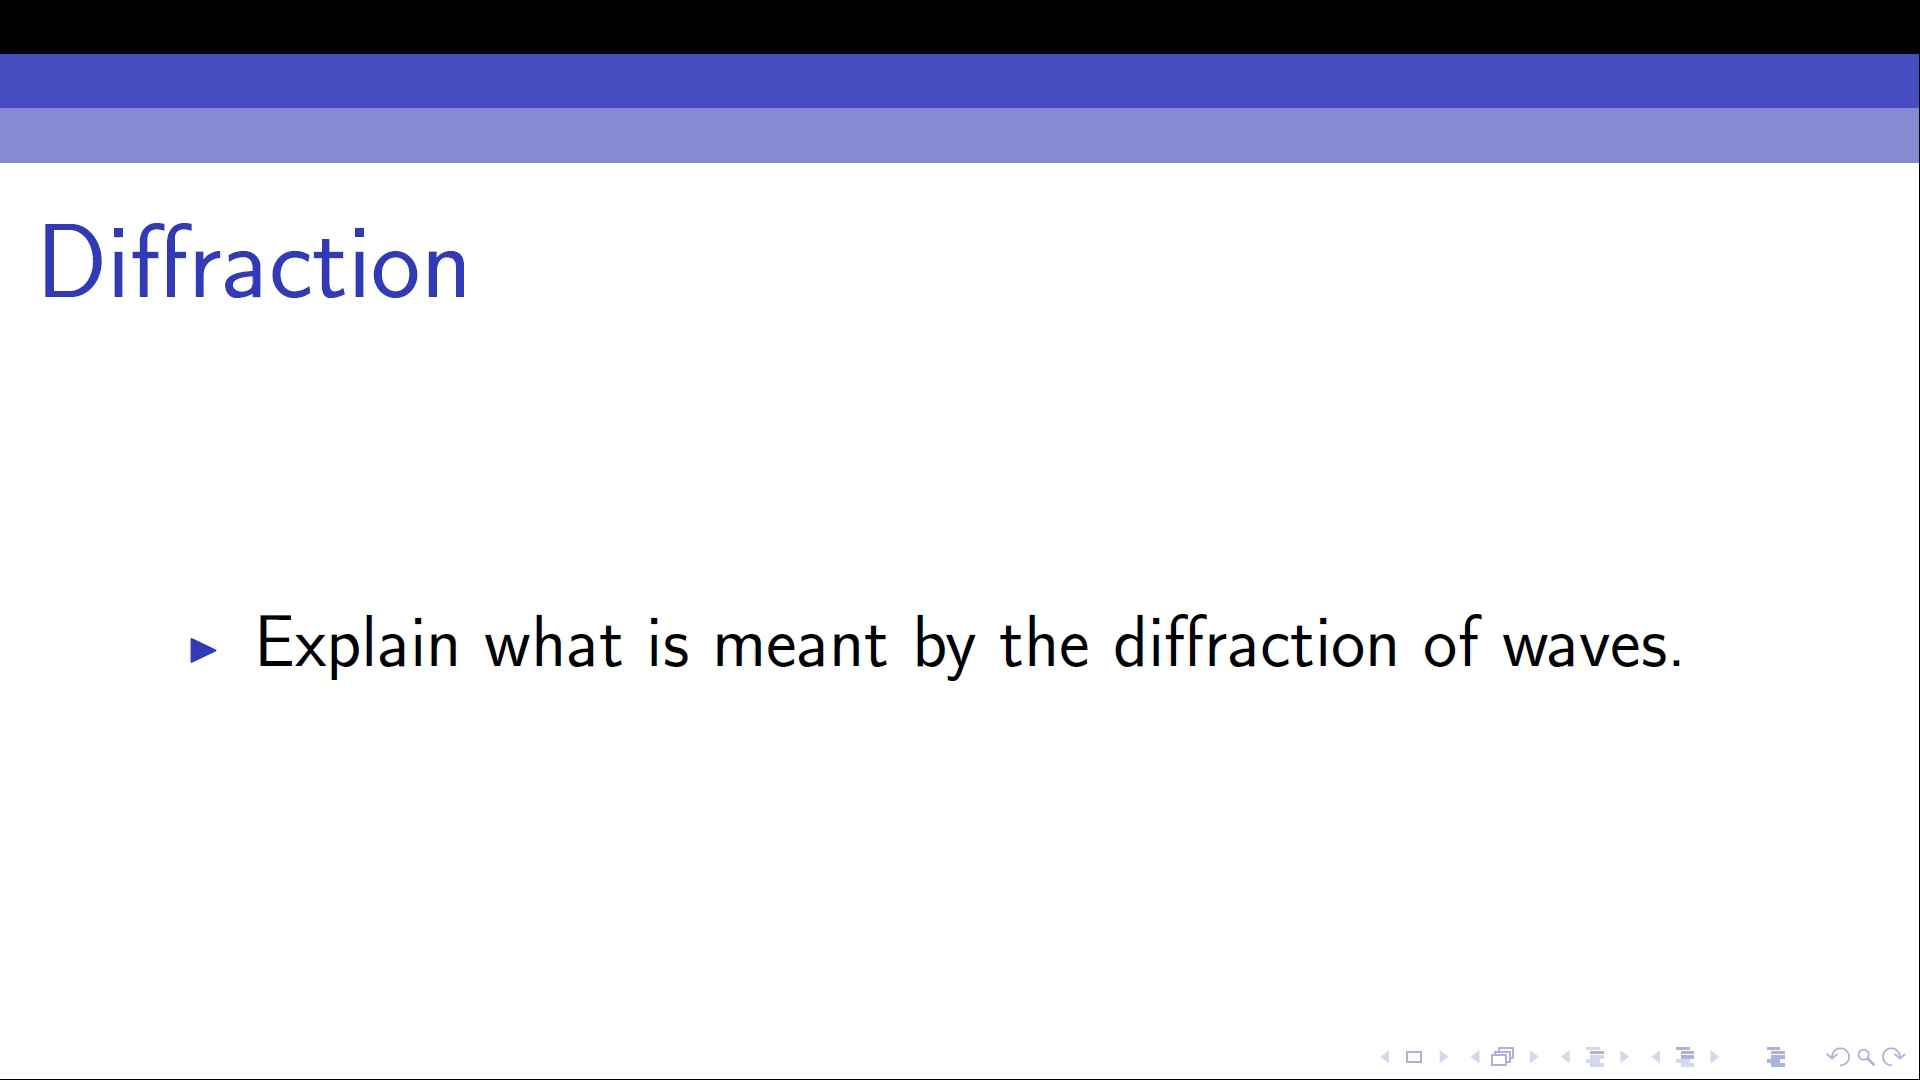 Diffraction
Explain what is meant by the diffraction of waves.